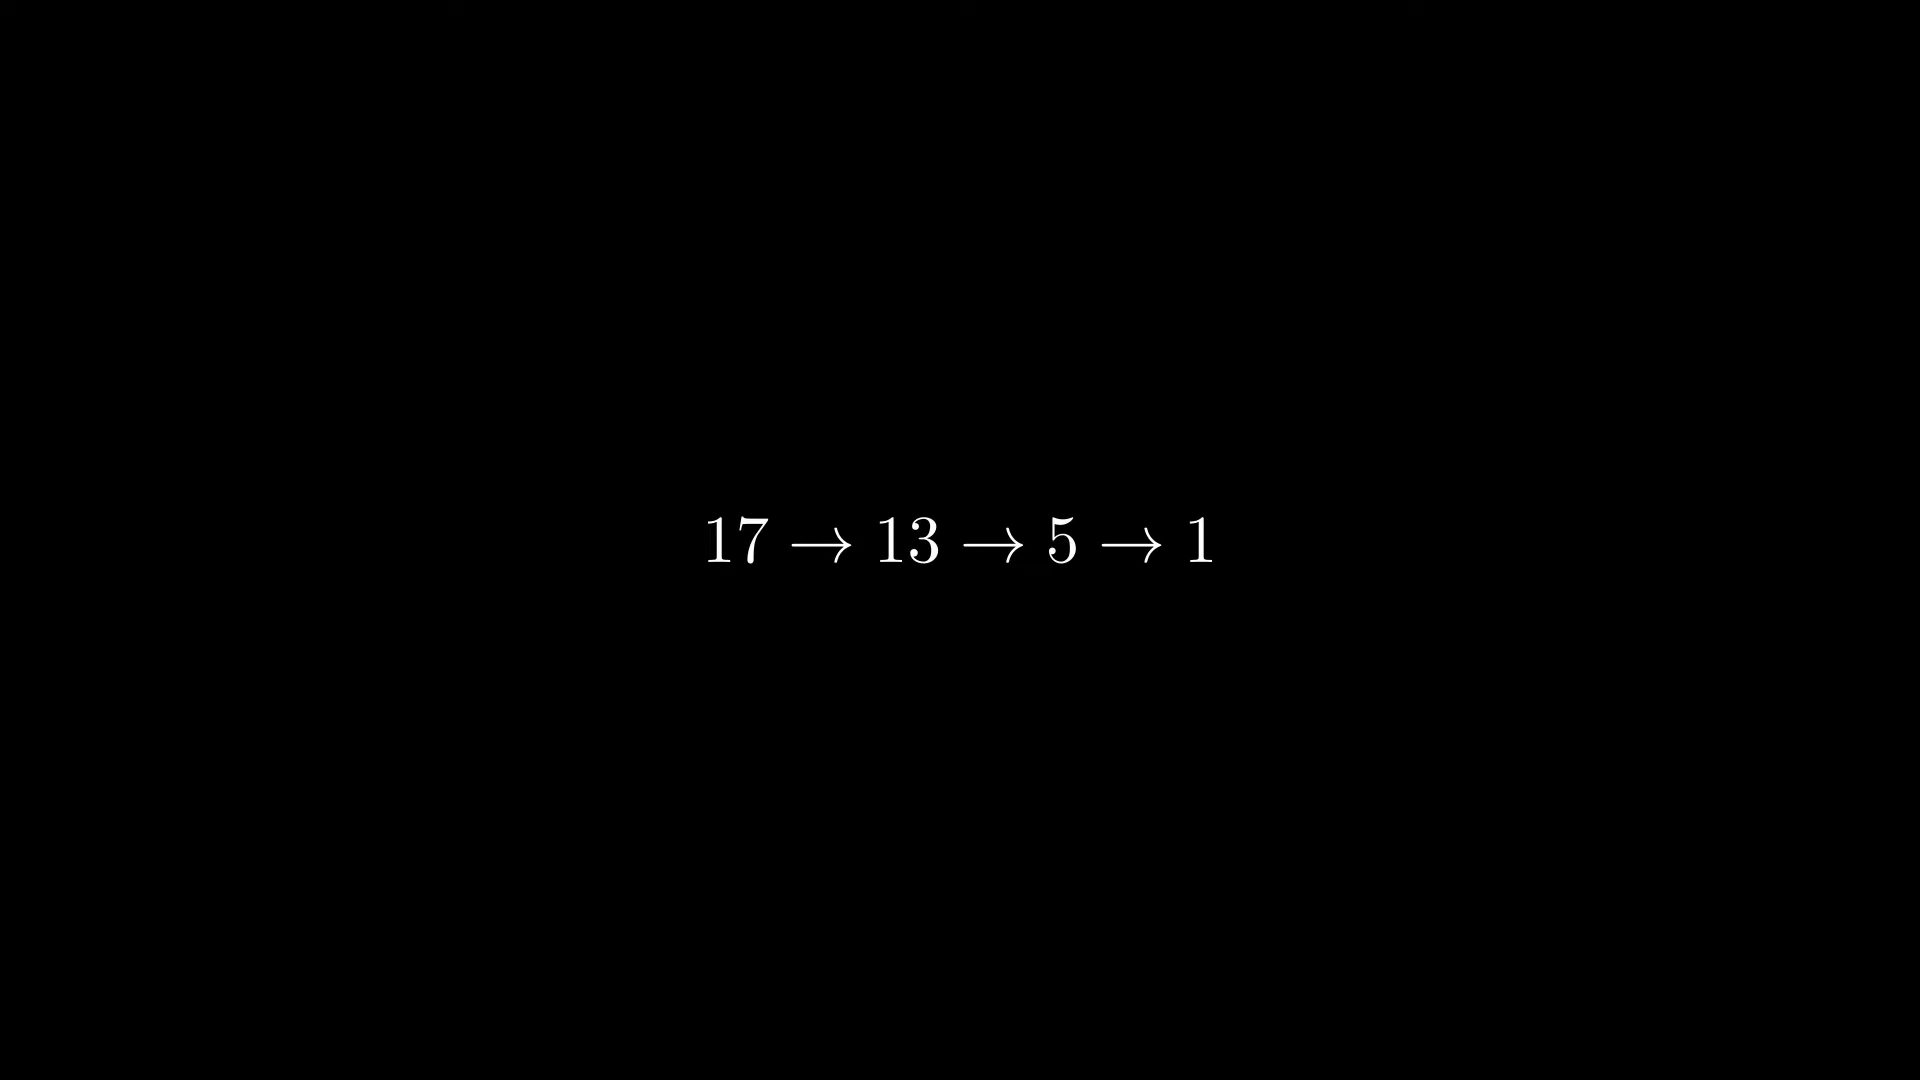 17 → 13 → 5 → 1